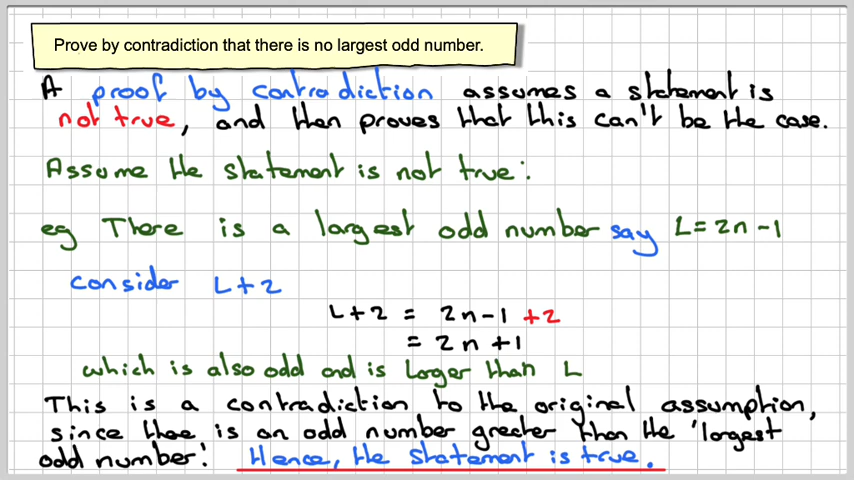 Prove by contradiction that there is no largest odd number.
A proof by contradiction assumes a statement is
not true, and then proves that this can't be the case.
Assume the statement is not true:
eg There is a largest odd number say L=2n-1
consider L+2
L+2 = 2n-1 +2
= 2n+1
which is also odd and is larger than L
This is a contradiction to the original assumption,
since there is an odd number greater than the 'largest
odd number'. Hence, the statement is true.